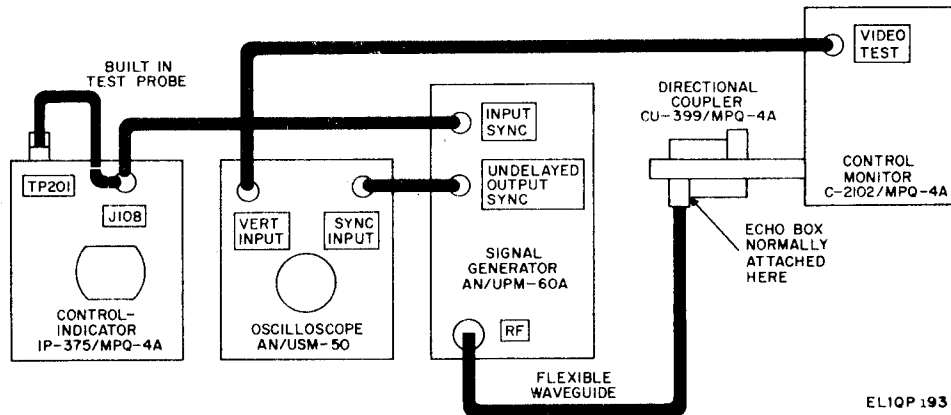 BUILT IN
TEST PROBE
TP201
J108
CONTROL-
INDICATOR
IP-375/MPQ-4A
VERT
INPUT
SYNC
INPUT
OSCILLOSCOPE
AN/USM-50
INPUT
SYNC
UNDELAYED
OUTPUT
SYNC
SIGNAL
GENERATOR
AN/UPM-60A
RF
FLEXIBLE
WAVEGUIDE
DIRECTIONAL
COUPLER
CU-399/MPQ-4A
VIDEO
TEST
CONTROL
MONITOR
C-2102/MPQ-4A
ECHO BOX
NORMALLY
ATTACHED
HERE
EL1QP193